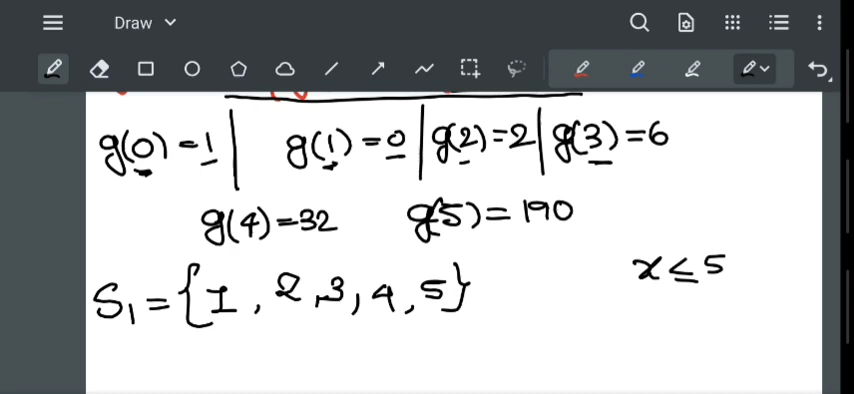 Draw
g(0) = 1 | g(1) = 0 | g(2) = 2 | g(3) = 6
g(4) = 32 g(5) = 190
x ≤ 5
S₁ = {1, 2, 3, 4, 5}